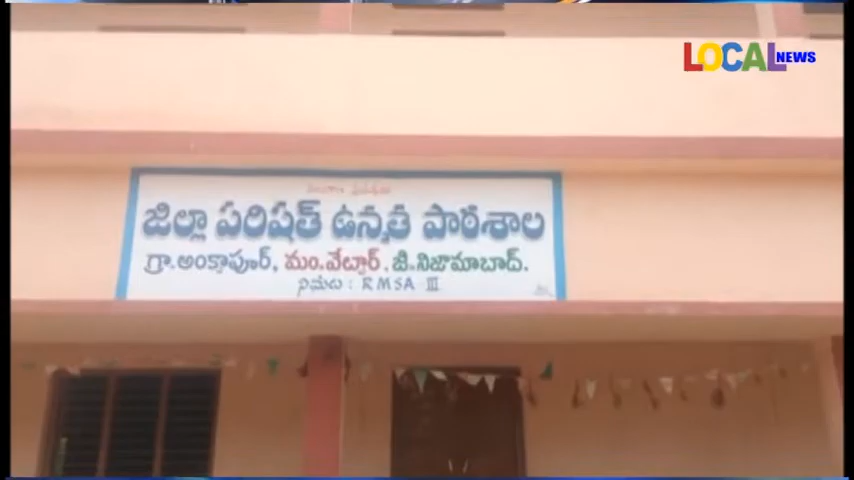 LOCAL NEWS
జిల్లా పరిషత్ ఉన్నత పాఠశాల
గ్రా.అంక్సాపూర్, మం.వేల్పూర్. జి.నిజామాబాద్.
RMSA III